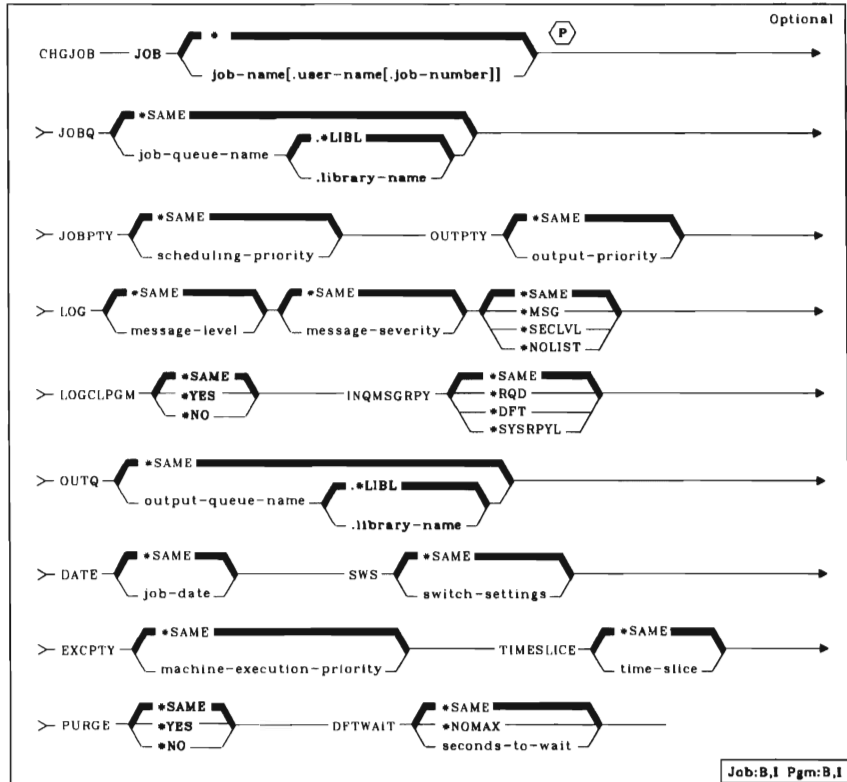 Optional
CHGJOB JOB * P
job-name[.user-name[.job-number]]
JOBQ *SAME
job-queue-name .*LIBL
.library-name
JOBPTY *SAME OUTPTY *SAME
scheduling-priority output-priority
LOG *SAME *SAME *SAME
message-level message-severity *MSG
*SECLVL
*NOLIST
LOGCLPGM *SAME INQMSGRPY *SAME
*YES *RQD
*NO *DFT
*SYSRPYL
OUTQ *SAME
output-queue-name .*LIBL
.library-name
DATE *SAME SWS *SAME
job-date switch-settings
EXCPTY *SAME TIMESLICE *SAME
machine-execution-priority time-slice
PURGE *SAME DFTWAIT *SAME
*YES *NOMAX
*NO seconds-to-wait
Job:B,I Pgm:B,I